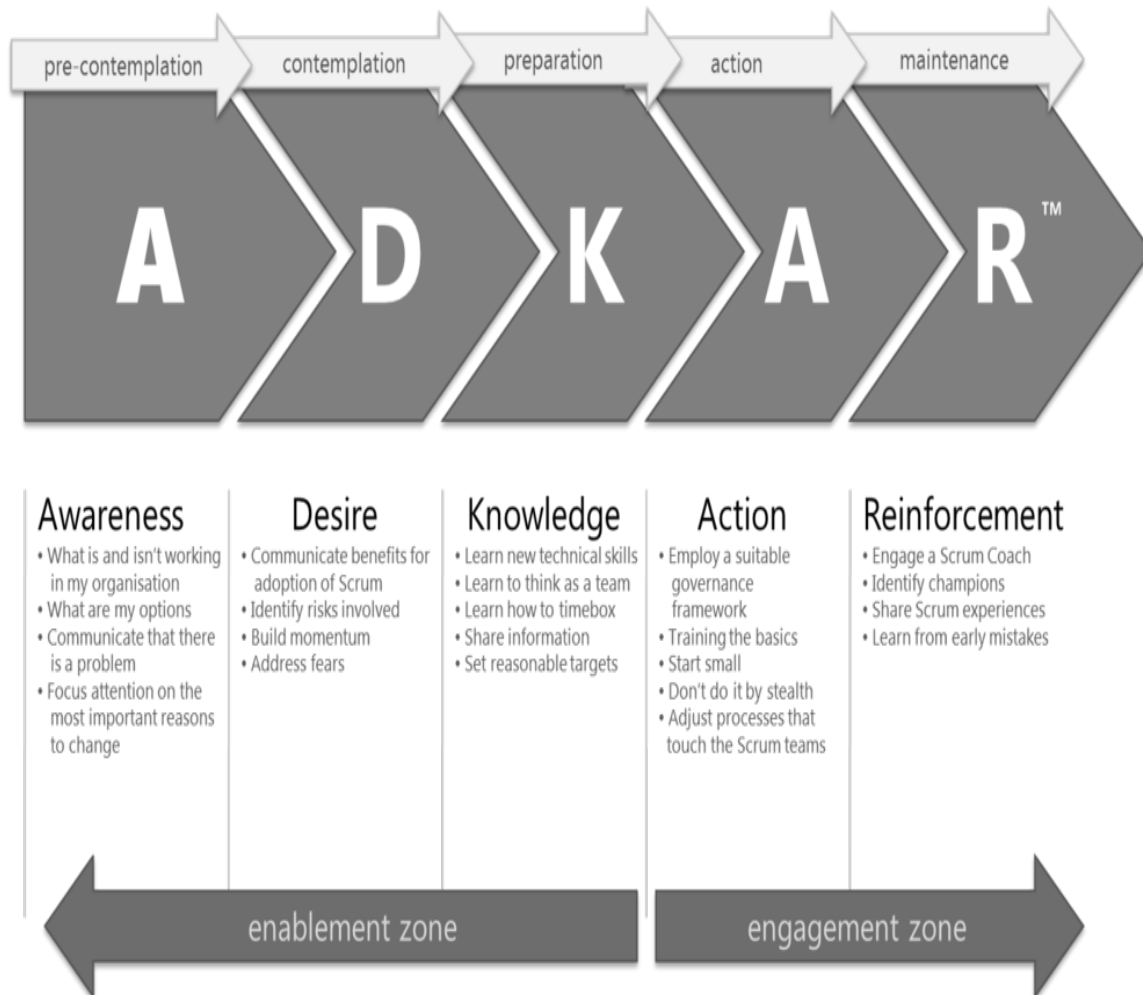 pre-contemplation
contemplation
preparation
action
maintenance
A
D
K
A
R™
Awareness
• What is and isn't working
in my organisation
• What are my options
• Communicate that there
is a problem
• Focus attention on the
most important reasons
to change
Desire
• Communicate benefits for
adoption of Scrum
• Identify risks involved
• Build momentum
• Address fears
Knowledge
• Learn new technical skills
• Learn to think as a team
• Learn how to timebox
• Share information
• Set reasonable targets
Action
• Employ a suitable
governance
framework
• Training the basics
• Start small
• Don't do it by stealth
• Adjust processes that
touch the Scrum teams
Reinforcement
• Engage a Scrum Coach
• Identify champions
• Share Scrum experiences
• Learn from early mistakes
enablement zone
engagement zone